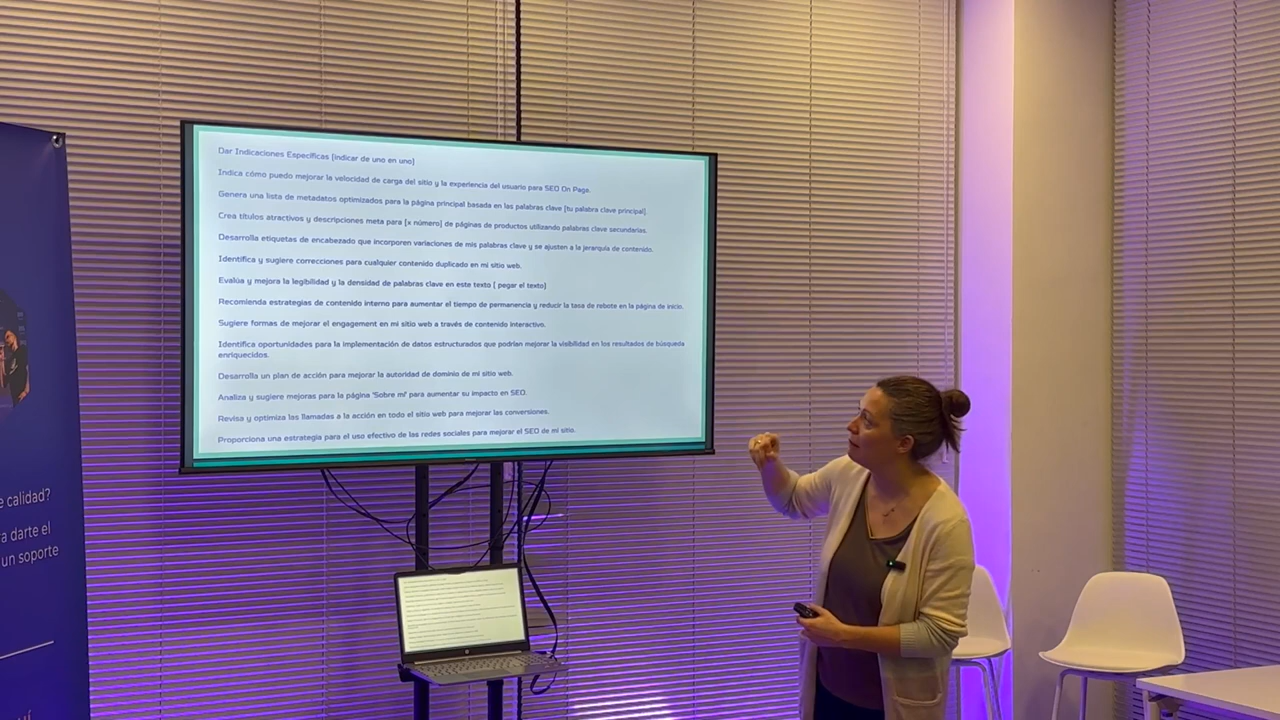 Dar Indicaciones Específicas [indicar de uno en uno]
Indica cómo puedo mejorar la velocidad de carga del sitio y la experiencia del usuario para SEO On Page.
Genera una lista de metadatos optimizados para la página principal basada en las palabras clave [tu palabra clave principal].
Crea títulos atractivos y descripciones meta para [x número] de páginas de productos utilizando palabras clave secundarias.
Desarrolla etiquetas de encabezado que incorporen variaciones de mis palabras clave y se ajusten a la jerarquía de contenido.
Identifica y sugiere correcciones para cualquier contenido duplicado en mi sitio web.
Evalúa y mejora la legibilidad y la densidad de palabras clave en este texto [ pegar el texto]
Recomienda estrategias de contenido interno para aumentar el tiempo de permanencia y reducir la tasa de rebote en la página de inicio.
Sugiere formas de mejorar el engagement en mi sitio web a través de contenido interactivo.
Identifica oportunidades para la implementación de datos estructurados que podrían mejorar la visibilidad en los resultados de búsqueda
enriquecidos.
Desarrolla un plan de acción para mejorar la autoridad de dominio de mi sitio web.
Analiza y sugiere mejoras para la página 'Sobre mí' para aumentar su impacto en SEO.
Revisa y optimiza las llamadas a la acción en todo el sitio web para mejorar las conversiones.
Proporciona una estrategia para el uso efectivo de las redes sociales para mejorar el SEO de mi sitio.
e calidad?
a darte el
un soporte